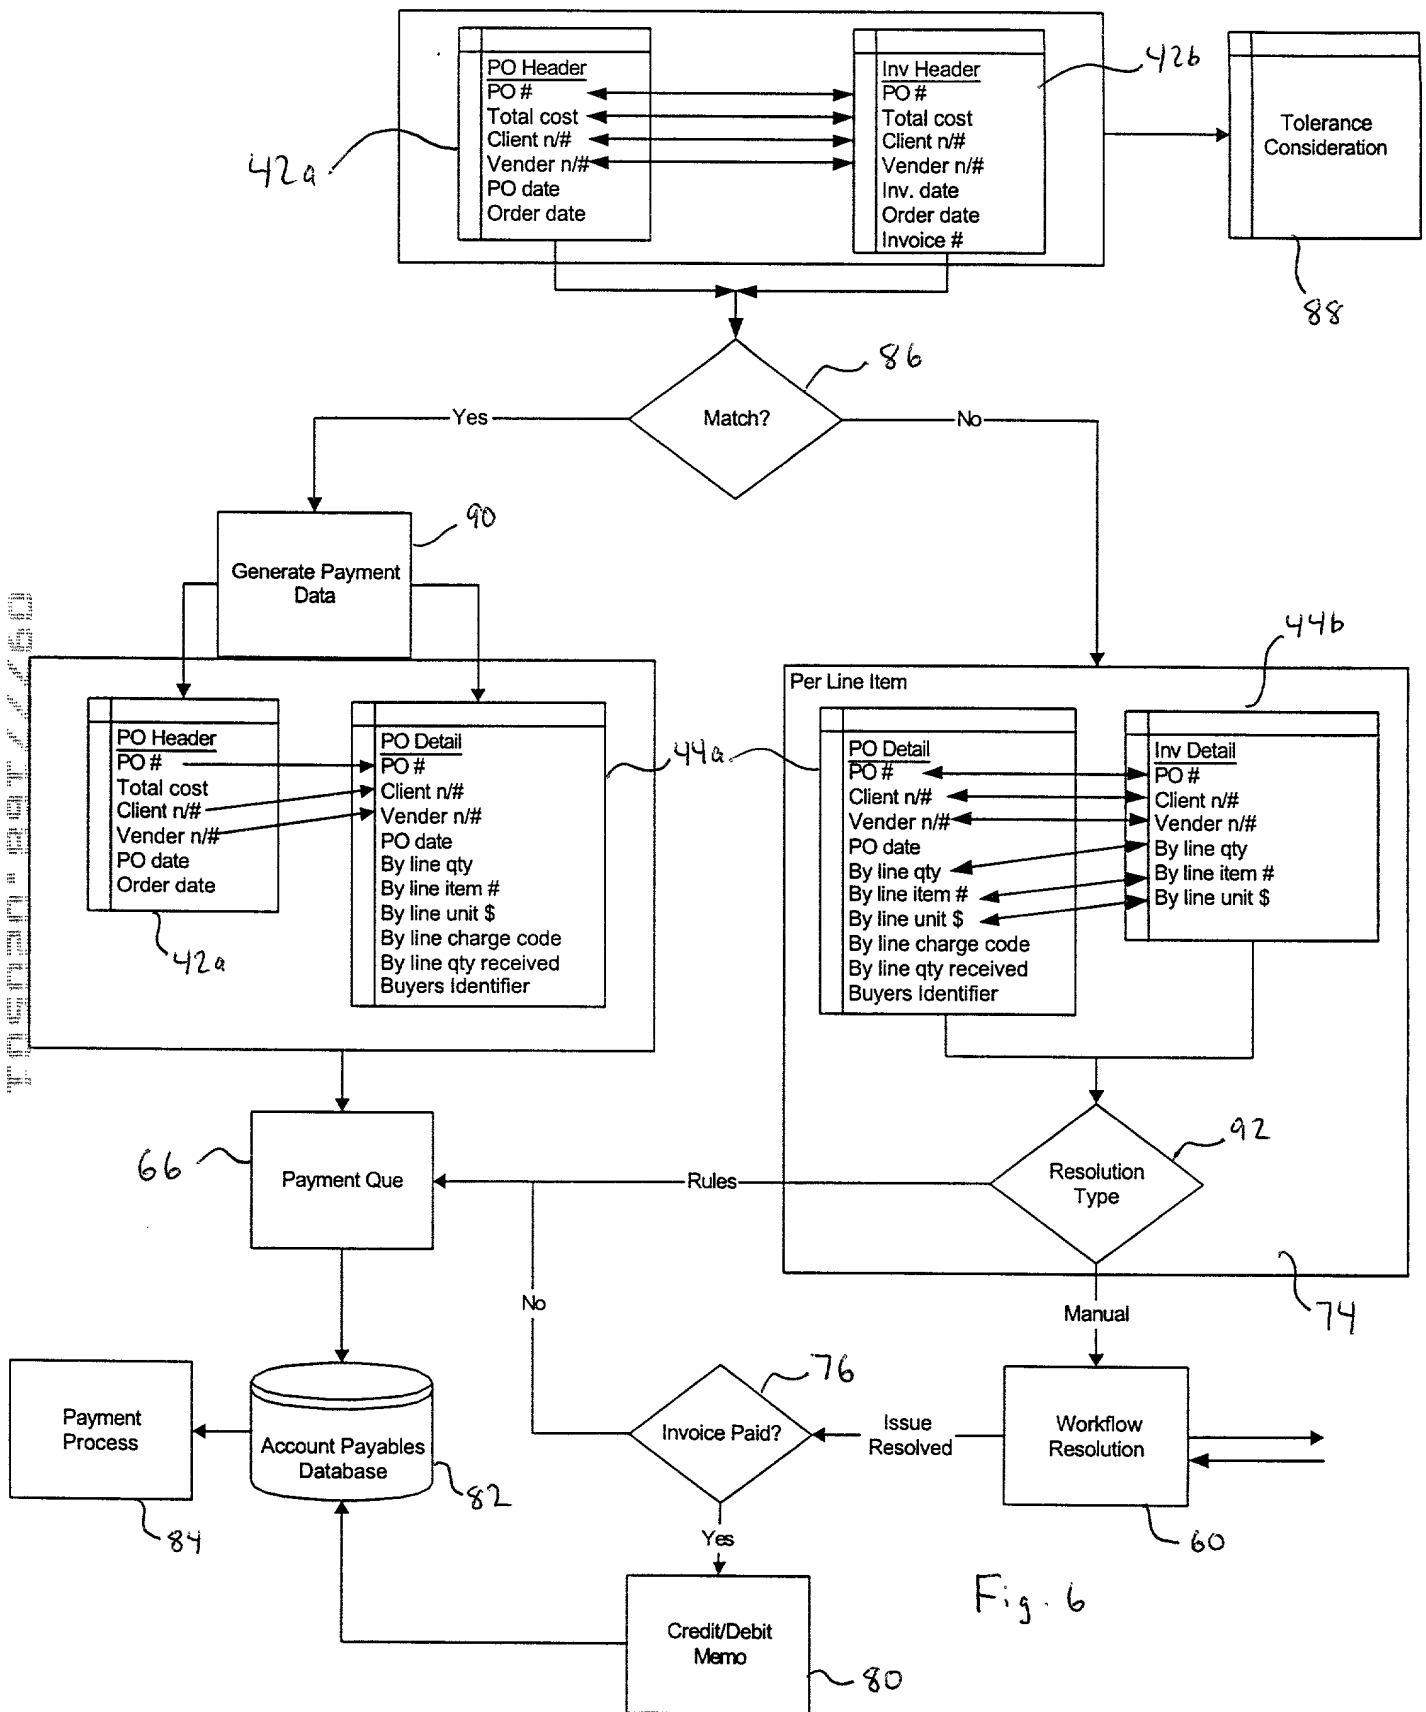 PO Header
PO #
Total cost
Client n/#
Vender n/#
PO date
Order date
42a
Inv Header
PO #
Total cost
Client n/#
Vender n/#
Inv. date
Order date
Invoice #
42b
Tolerance
Consideration
88
Match?
86
Yes
No
Generate Payment
Data
90
PO Header
PO #
Total cost
Client n/#
Vender n/#
PO date
Order date
42a
PO Detail
PO #
Client n/#
Vender n/#
PO date
By line qty
By line item #
By line unit $
By line charge code
By line qty received
Buyers Identifier
44a
Per Line Item
PO Detail
PO #
Client n/#
Vender n/#
PO date
By line qty
By line item #
By line unit $
By line charge code
By line qty received
Buyers Identifier
44b
Inv Detail
PO #
Client n/#
Vender n/#
By line qty
By line item #
By line unit $
Resolution
Type
92
74
Rules
Manual
Payment Que
66
No
Payment
Process
84
Account Payables
Database
82
Invoice Paid?
76
Issue
Resolved
Workflow
Resolution
60
Yes
Credit/Debit
Memo
80
Fig. 6